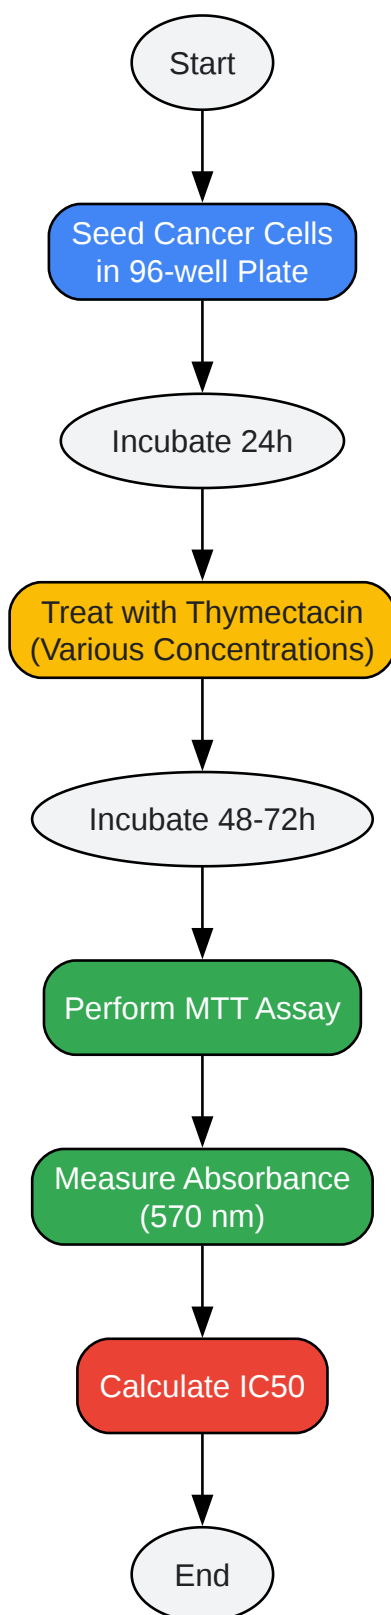 Start
Seed Cancer Cells
in 96-well Plate
Incubate 24h
Treat with Thymectacin
(Various Concentrations)
Incubate 48-72h
Perform MTT Assay
Measure Absorbance
(570 nm)
Calculate IC50
End